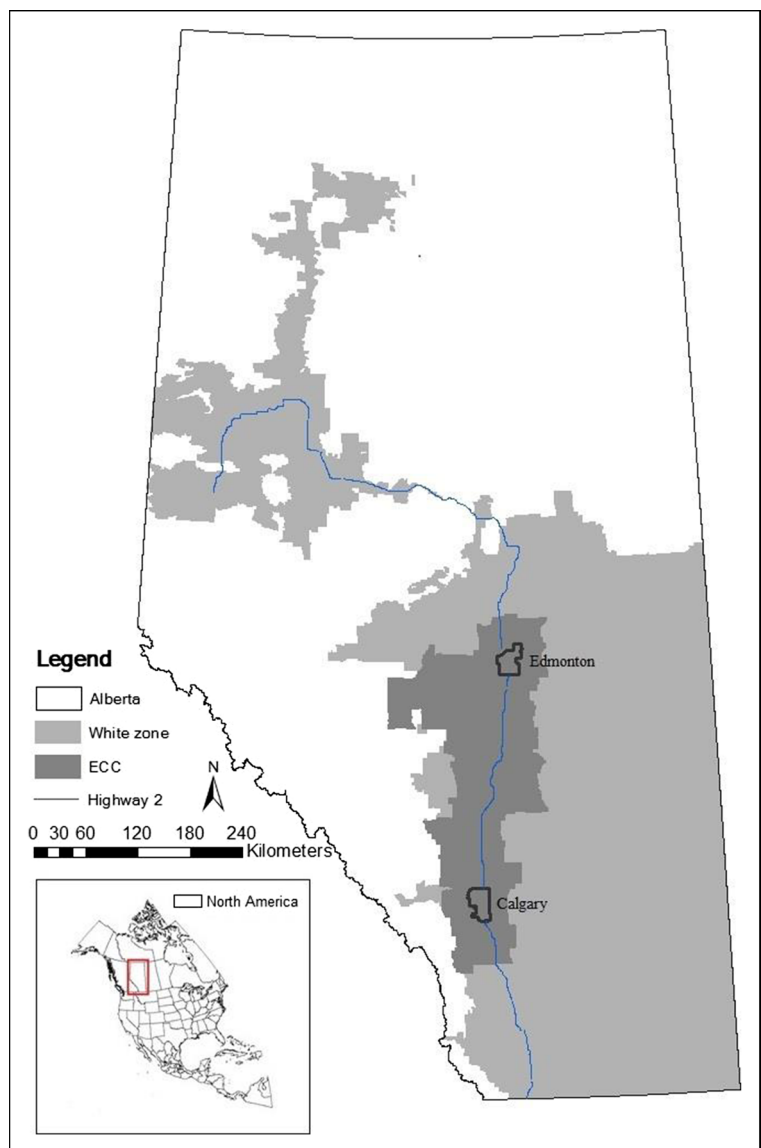 Edmonton
Legend
Alberta
White zone
ECC
N
Highway 2
0 30 60 120 180 240
Kilometers
North America
Calgary